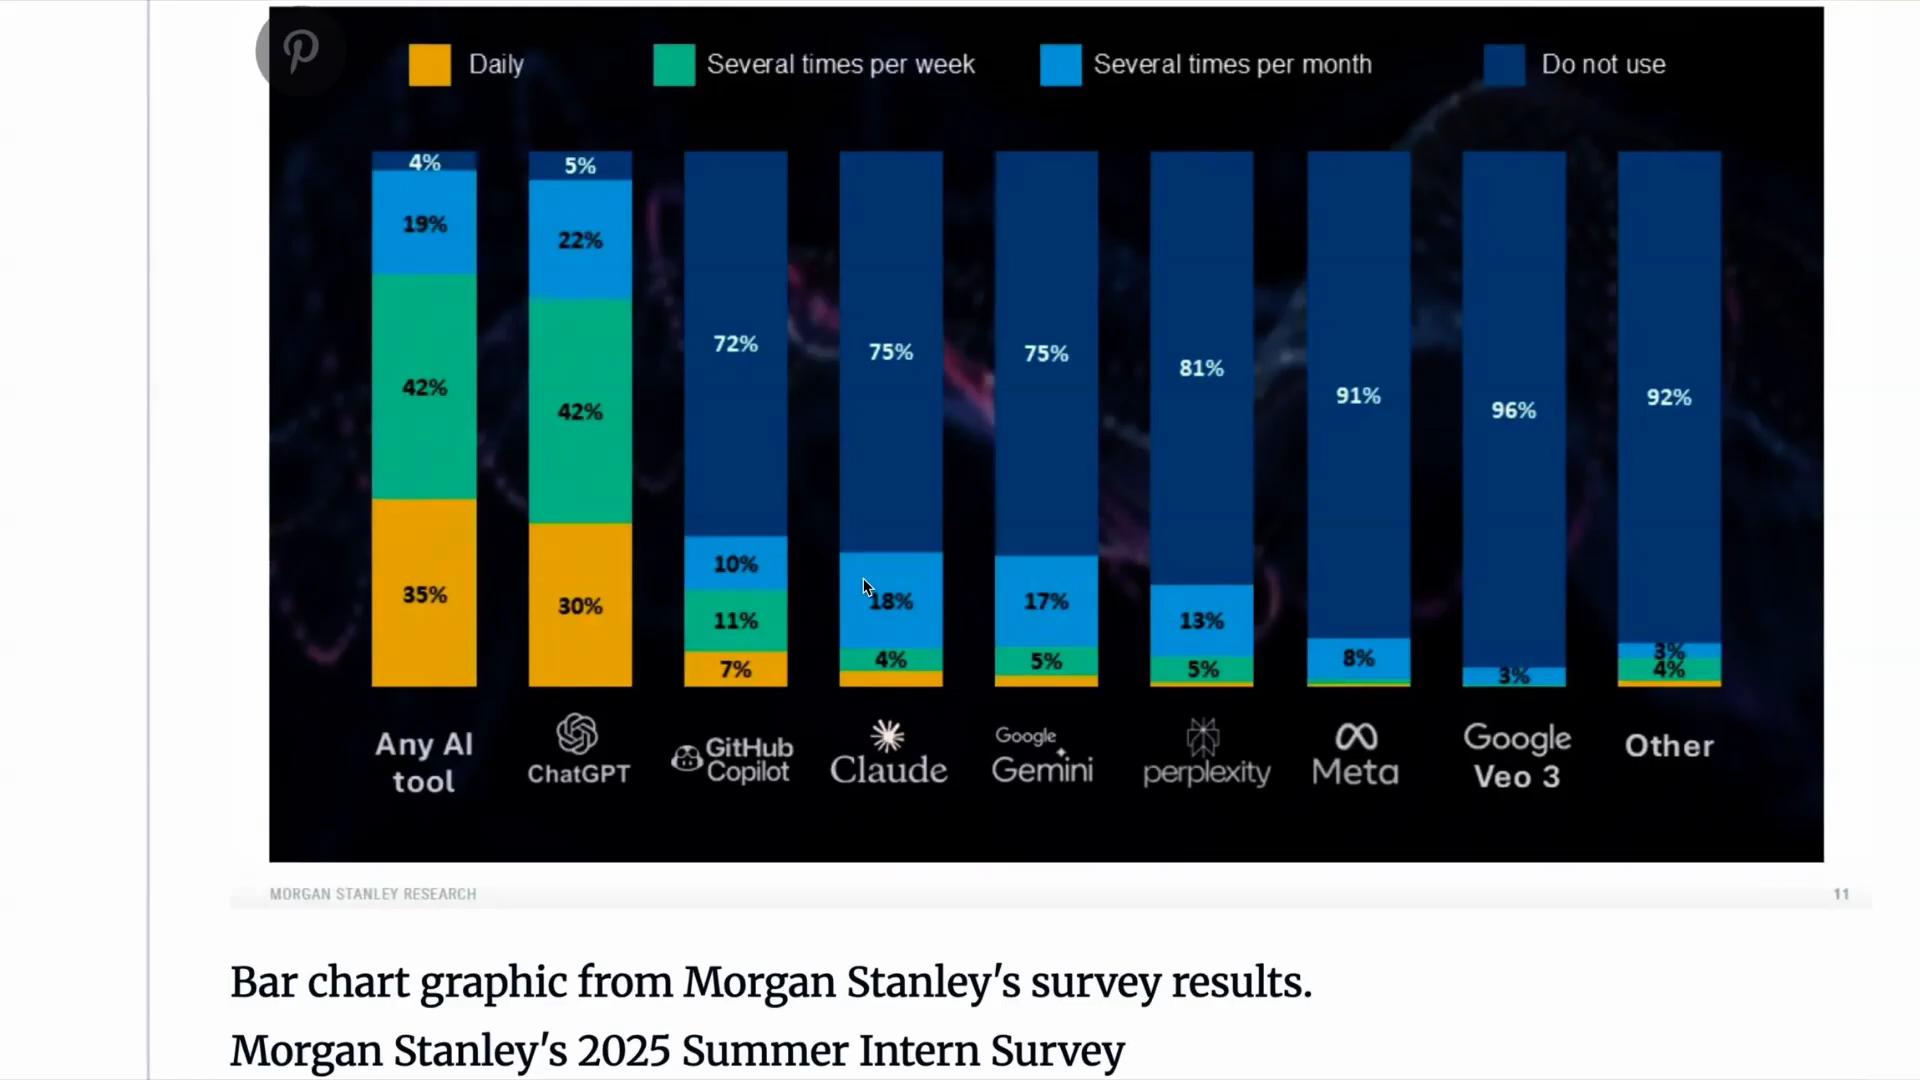 Daily Several times per week Several times per month Do not use
4% 5%
19% 22%
42% 42%
35% 30%
72% 75% 75% 81% 91% 96% 92%
10% 18% 17% 13% 8% 3% 3%
11% 4% 5% 5% 4%
7%
Any AI tool
ChatGPT
GitHub Copilot
Claude
Google Gemini
perplexity
Meta
Google Veo 3
Other
MORGAN STANLEY RESEARCH 11
Bar chart graphic from Morgan Stanley's survey results.
Morgan Stanley's 2025 Summer Intern Survey